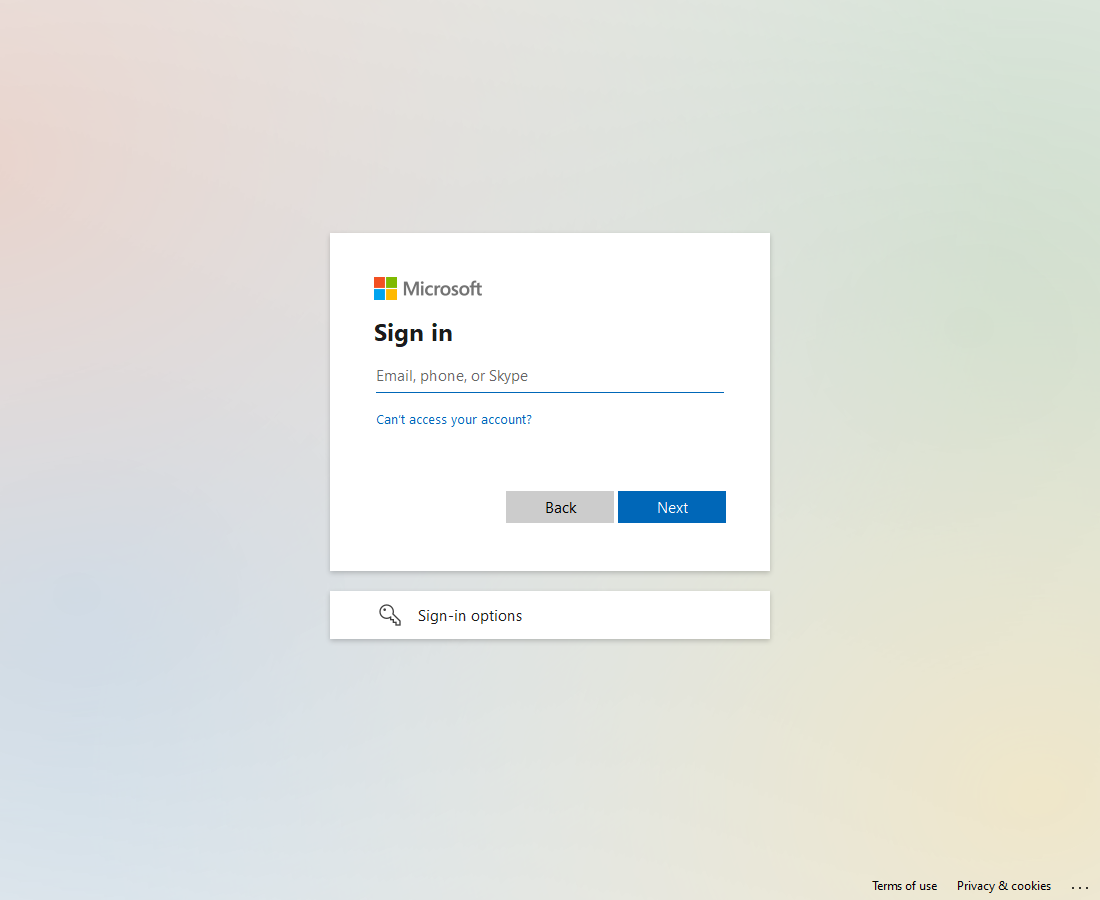 Microsoft
Sign in
Email, phone, or Skype
Can't access your account?
Back
Next
Sign-in options
Terms of use
Privacy & cookies
...